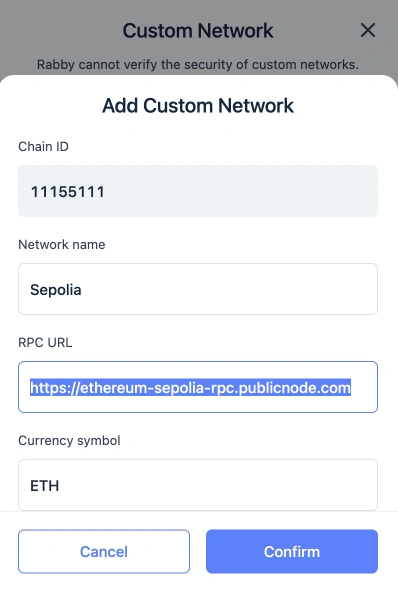 Custom Network
Rabby cannot verify the security of custom networks.
Add Custom Network
Chain ID
11155111
Network name
Sepolia
RPC URL
https://ethereum-sepolia-rpc.publicnode.com
Currency symbol
ETH
Cancel
Confirm